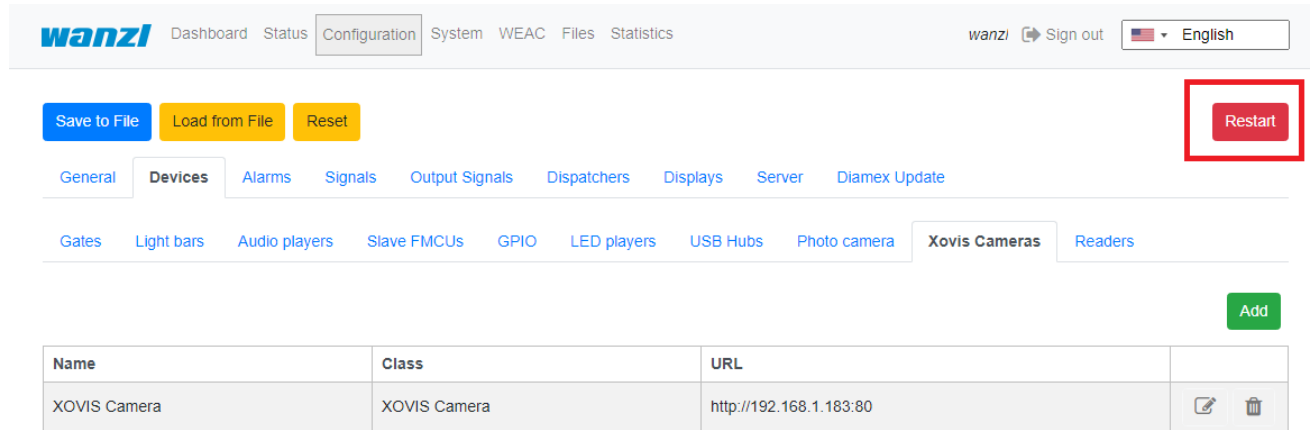 wanzl Dashboard Status Configuration System WEAC Files Statistics wanzl Sign out English
Save to File Load from File Reset Restart
General Devices Alarms Signals Output Signals Dispatchers Displays Server Diamex Update
Gates Light bars Audio players Slave FMCUs GPIO LED players USB Hubs Photo camera Xovis Cameras Readers
Add
Name Class URL
XOVIS Camera XOVIS Camera http://192.168.1.183:80